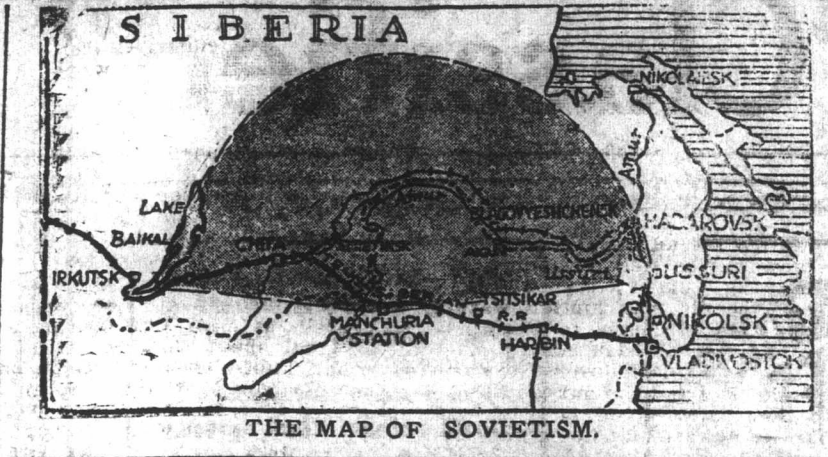 SIBERIA
NIKOLAEVSK
Amur
LAKE
BAIKAL
BLAGOVYESHCHENSK
HABAROVSK
CHITA
IRKUTSK
USSURI
TSITSIKAR
R.R
MANCHURIA
STATION
HARBIN
NIKOLSK
VLADIVOSTOK
THE MAP OF SOVIETISM.